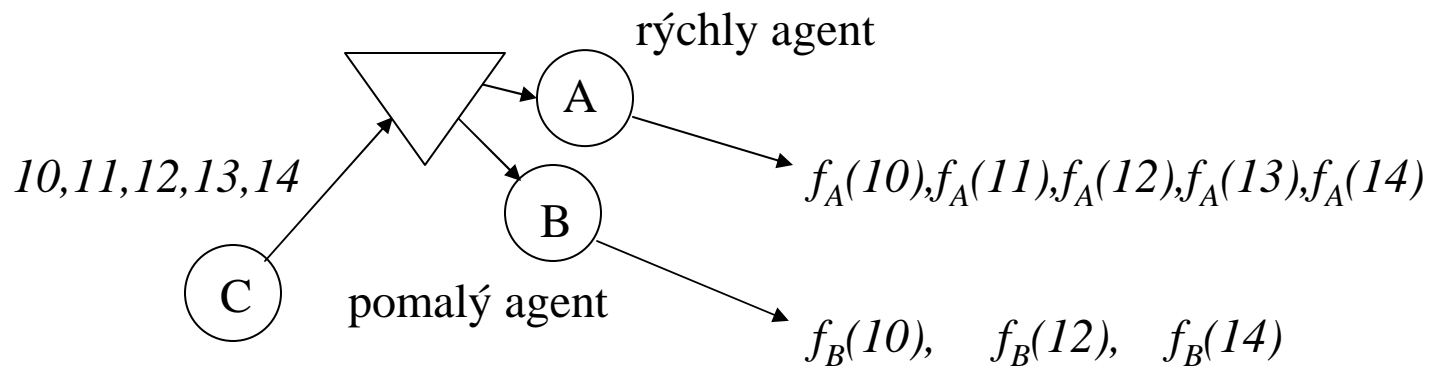 rýchly agent
A
10,11,12,13,14
f_A(10),f_A(11),f_A(12),f_A(13),f_A(14)
B
C
pomalý agent
f_B(10), f_B(12), f_B(14)